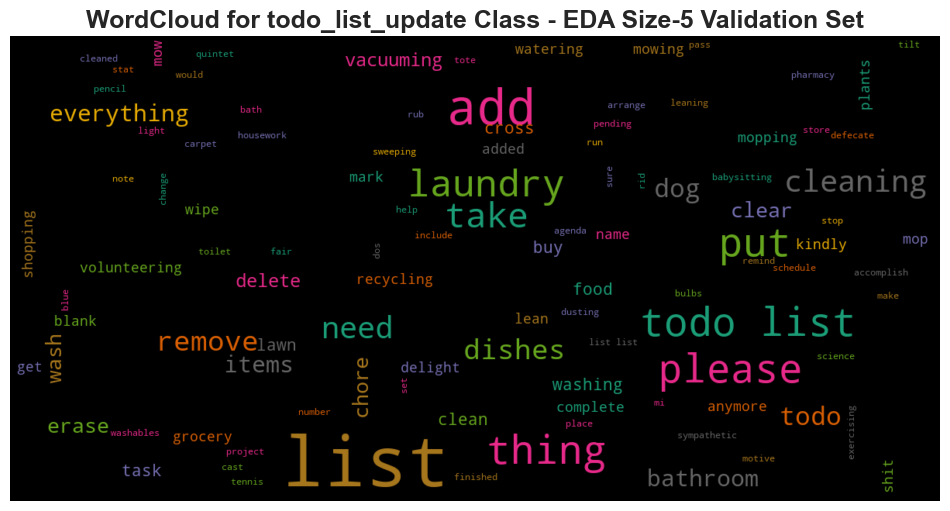 WordCloud for todo_list_update Class - EDA Size-5 Validation Set
cleaned
mow
quintet
vacuuming
tote
watering
mowing
pass
tilt
stat
would
pencil
everything
light
bath
housework
carpet
rub
add
cross
added
arrange
pending
leaning
run
pharmacy
plants
mopping
store
defecate
sweeping
note
change
wipe
mark
laundry
take
help
include
dos
agenda
buy
name
sure
rid
dog
babysitting
cleaning
clear
stop
put
kindly
mop
remind
schedule
accomplish
shopping
volunteering
toilet
fair
delete
recycling
food
bulbs
make
blue
blank
get
wash
remove
lawn
items
need
chore
set
delight
lean
dusting
dishes
list list
todo list
please
science
washing
complete
mi
place
anymore
todo
exercising
erase
washables
grocery
number
clean
sympathetic
task
cast
project
tennis
list
finished
thing
bathroom
motive
shit